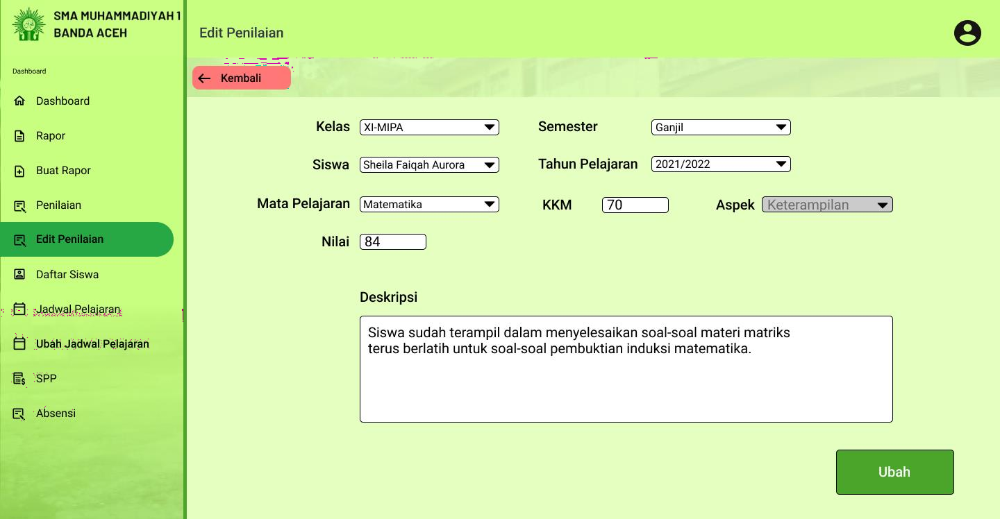 SMA MUHAMMADIYAH 1
BANDA ACEH
Dashboard
Dashboard
Rapor
Buat Rapor
Penilaian
Edit Penilaian
Daftar Siswa
Jadwal Pelajaran
Ubah Jadwal Pelajaran
SPP
Absensi
Edit Penilaian
Kembali
Kelas XI-MIPA Semester Ganjil
Siswa Sheila Faiqah Aurora Tahun Pelajaran 2021/2022
Mata Pelajaran Matematika KKM 70 Aspek Keterampilan
Nilai 84
Deskripsi
Siswa sudah terampil dalam menyelesaikan soal-soal materi matriks
terus berlatih untuk soal-soal pembuktian induksi matematika.
Ubah